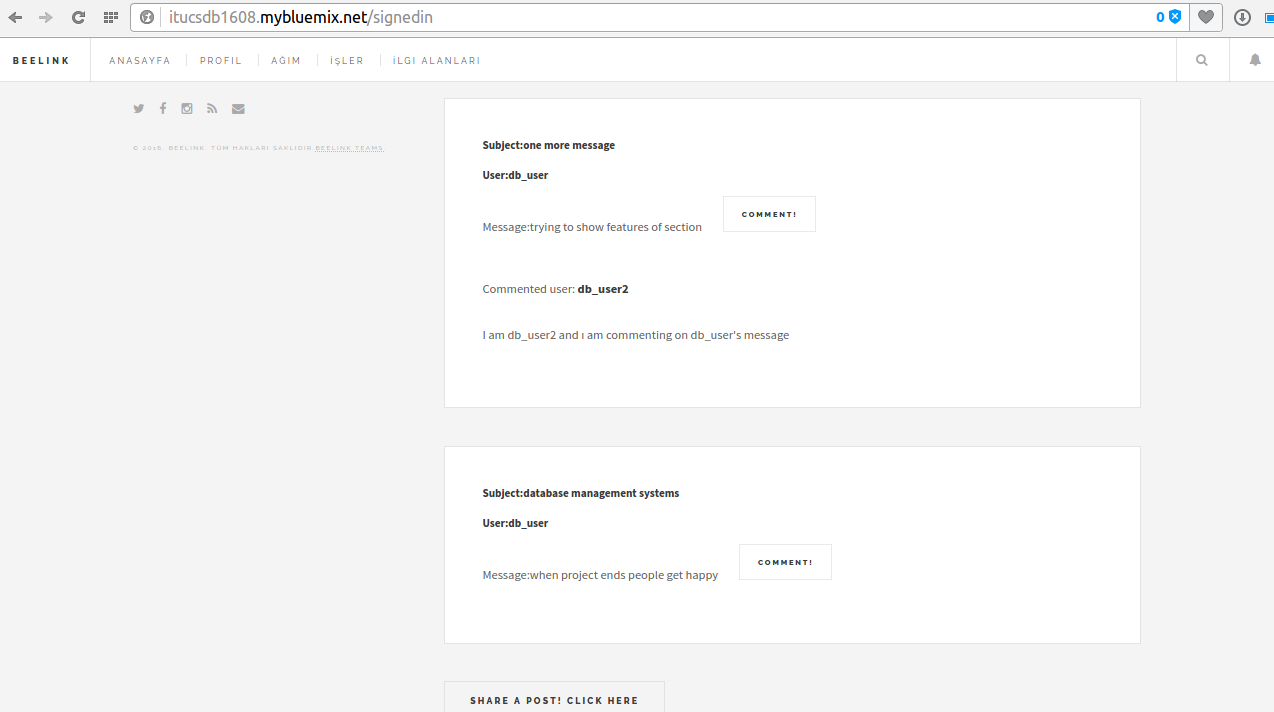 itucsdb1608.mybluemix.net/signedin
0
BEELINK
ANASAYFA
PROFIL
AĞIM
İŞLER
İLGI ALANLARI
© 2016, BEELINK. TÜM HAKLARI SAKLIDIR BEELINK TEAMS.
Subject:one more message
User:db_user
COMMENT!
Message:trying to show features of section
Commented user: db_user2
I am db_user2 and ı am commenting on db_user's message
Subject:database management systems
User:db_user
COMMENT!
Message:when project ends people get happy
SHARE A POST! CLICK HERE